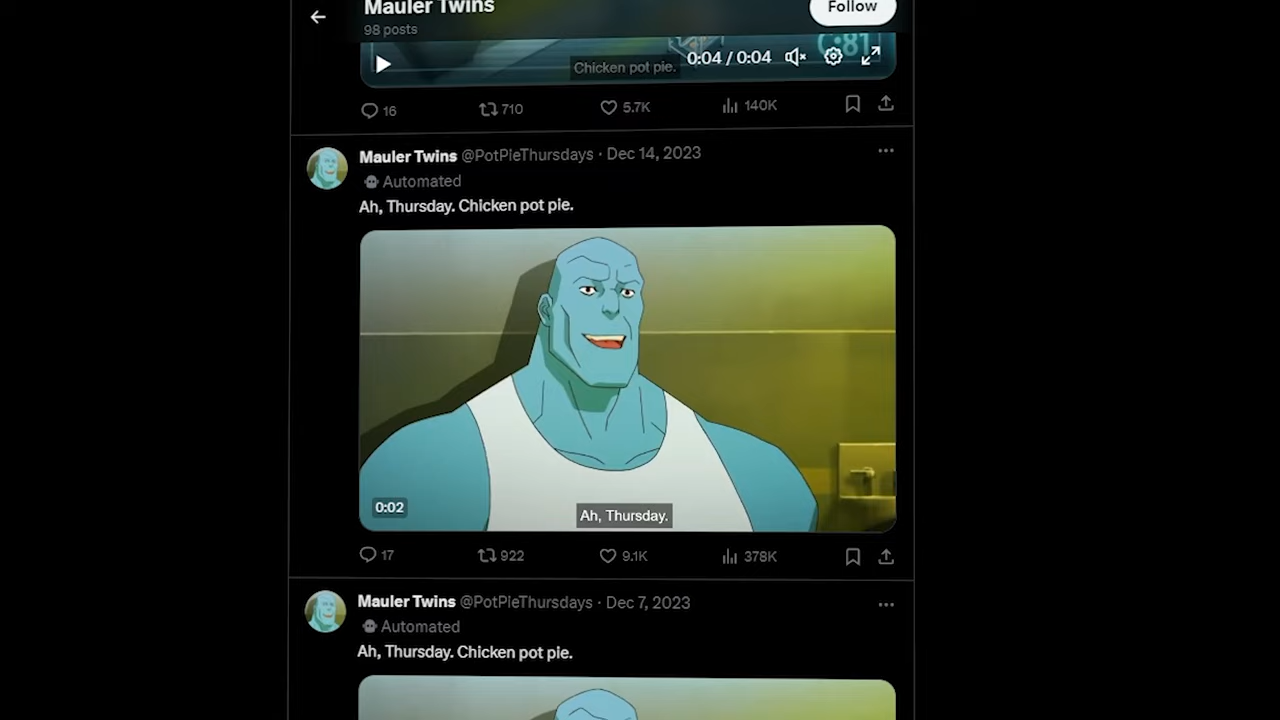 Mauler Twins
98 posts
Follow
Chicken pot pie.
0:04 / 0:04
C:81
16
710
5.7K
140K
Mauler Twins @PotPieThursdays · Dec 14, 2023
Automated
Ah, Thursday. Chicken pot pie.
0:02
Ah, Thursday.
17
922
9.1K
378K
Mauler Twins @PotPieThursdays · Dec 7, 2023
Automated
Ah, Thursday. Chicken pot pie.